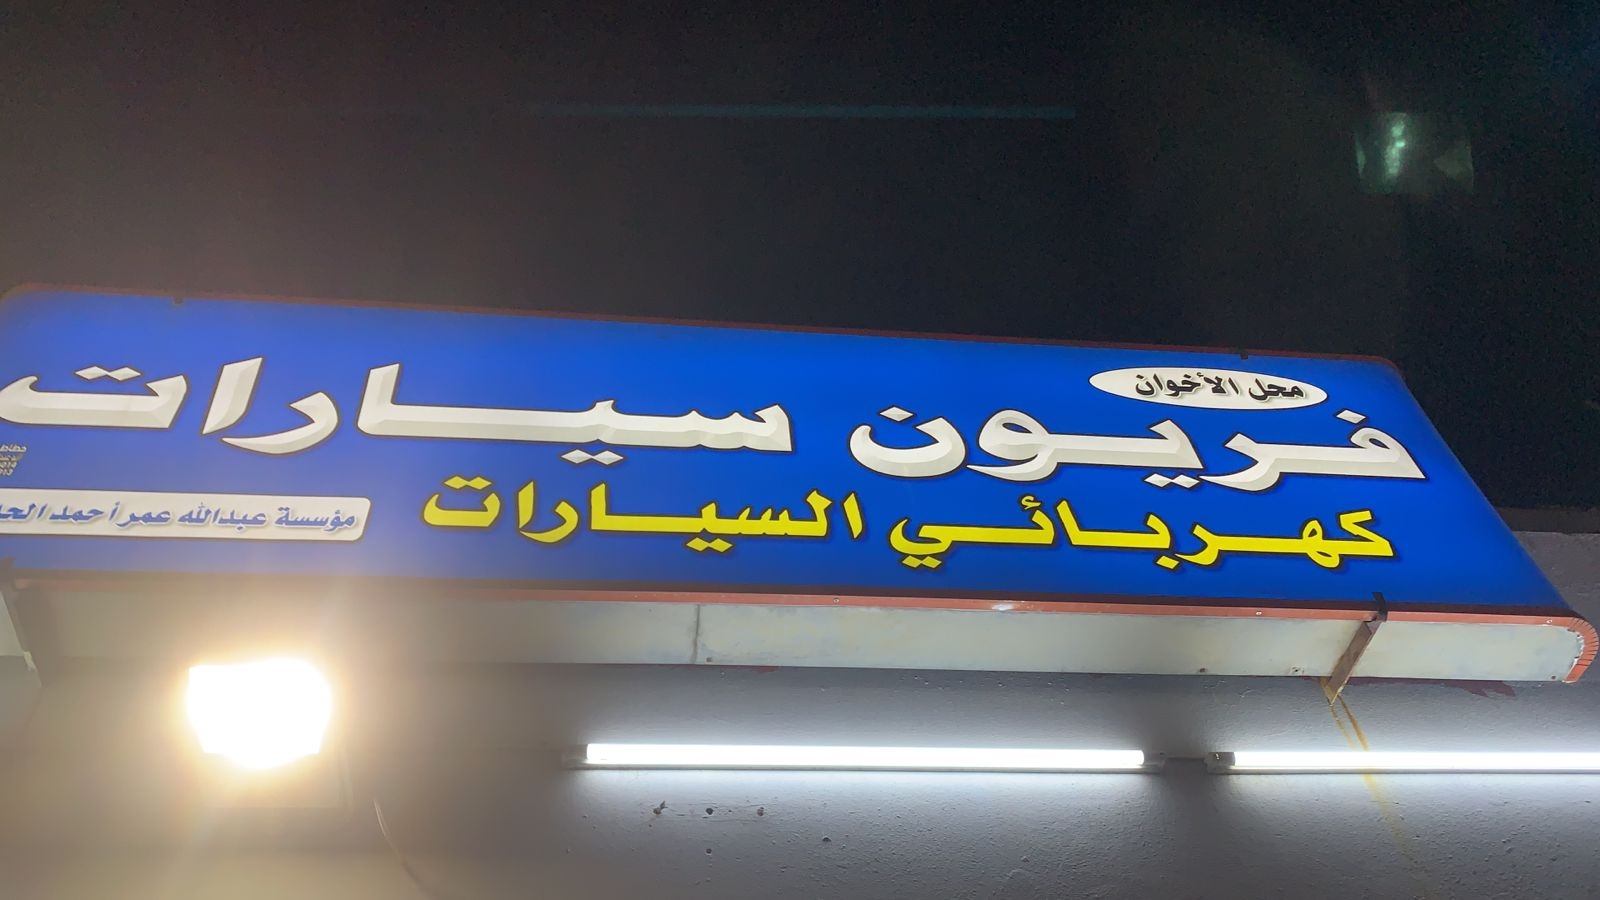 محل الأخوان
فريون سيارات
كهربائي السيارات
مؤسسة عبدالله عمر أحمد